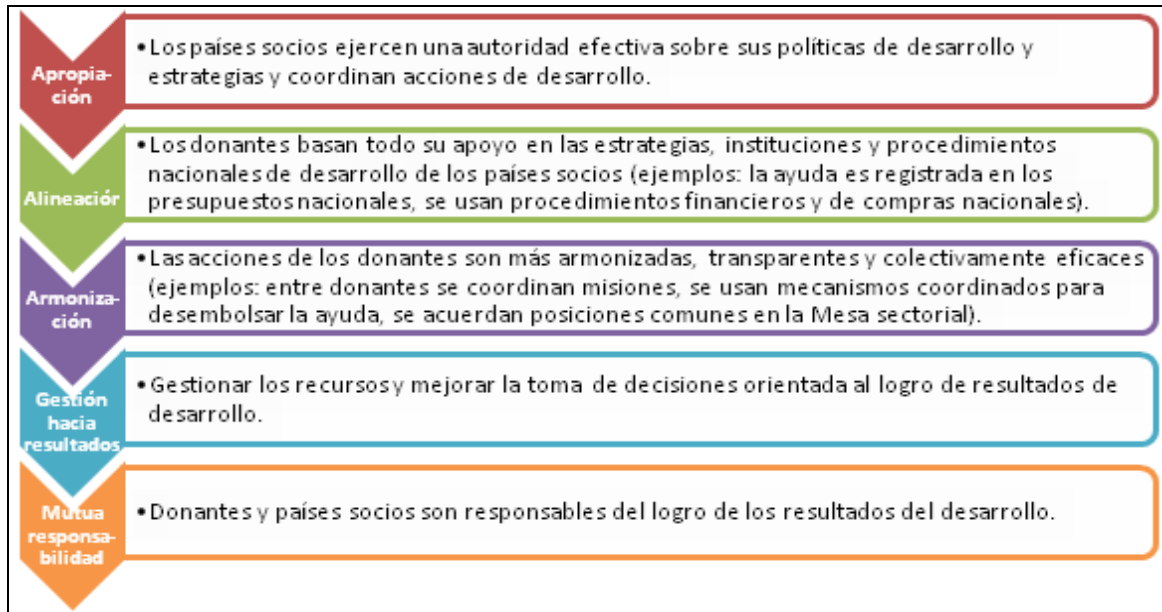 Apropia-
ción
• Los países socios ejercen una autoridad efectiva sobre sus políticas de desarrollo y
estrategias y coordinan acciones de desarrollo.
Alineación
• Los donantes basan todo su apoyo en las estrategias, instituciones y procedimientos
nacionales de desarrollo de los países socios (ejemplos: la ayuda es registrada en los
presupuestos nacionales, se usan procedimientos financieros y de compras nacionales).
Armoniza-
ción
• Las acciones de los donantes son más armonizadas, transparentes y colectivamente eficaces
(ejemplos: entre donantes se coordinan misiones, se usan mecanismos coordinados para
desembolsar la ayuda, se acuerdan posiciones comunes en la Mesa sectorial).
Gestión
hacia
resultados
• Gestionar los recursos y mejorar la toma de decisiones orientada al logro de resultados de
desarrollo.
Mutua
responsa-
bilidad
• Donantes y países socios son responsables del logro de los resultados del desarrollo.